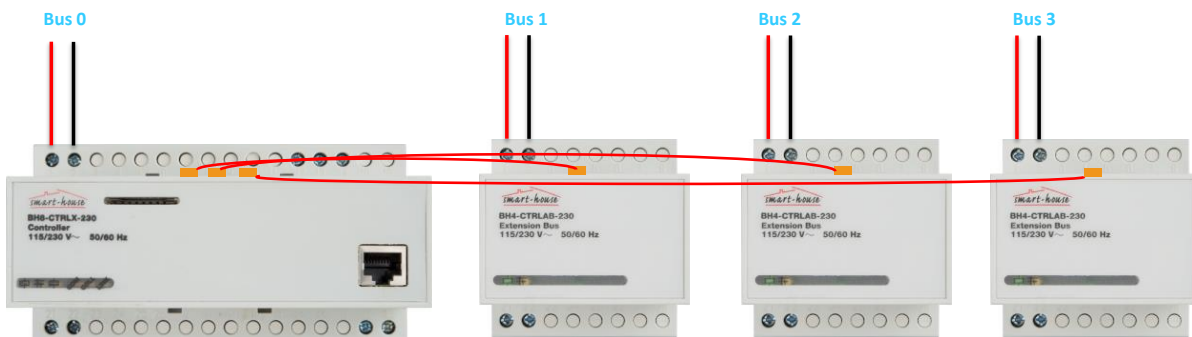 Bus 0
Bus 1
Bus 2
Bus 3
smart-house
BH8-CTRLX-230
Controller
115/230 V~ 50/60 Hz
smart-house
BH4-CTRLAB-230
Extension Bus
115/230 V~ 50/60 Hz
smart-house
BH4-CTRLAB-230
Extension Bus
115/230 V~ 50/60 Hz
smart-house
BH4-CTRLAB-230
Extension Bus
115/230 V~ 50/60 Hz